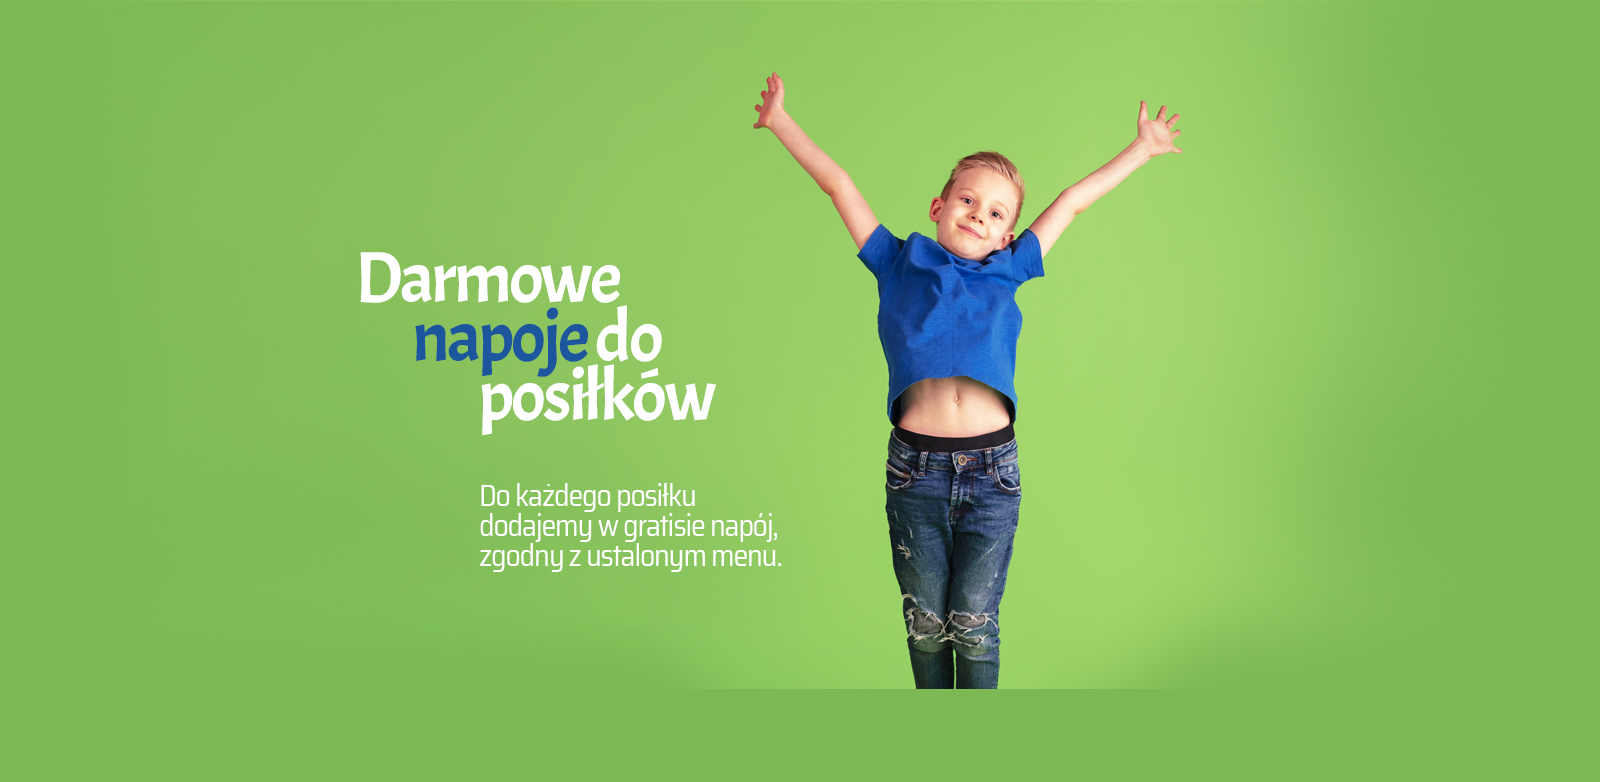 Darmowe
napoje do
posiłków
Do każdego posiłku
dodajemy w gratisie napój,
zgodny z ustalonym menu.